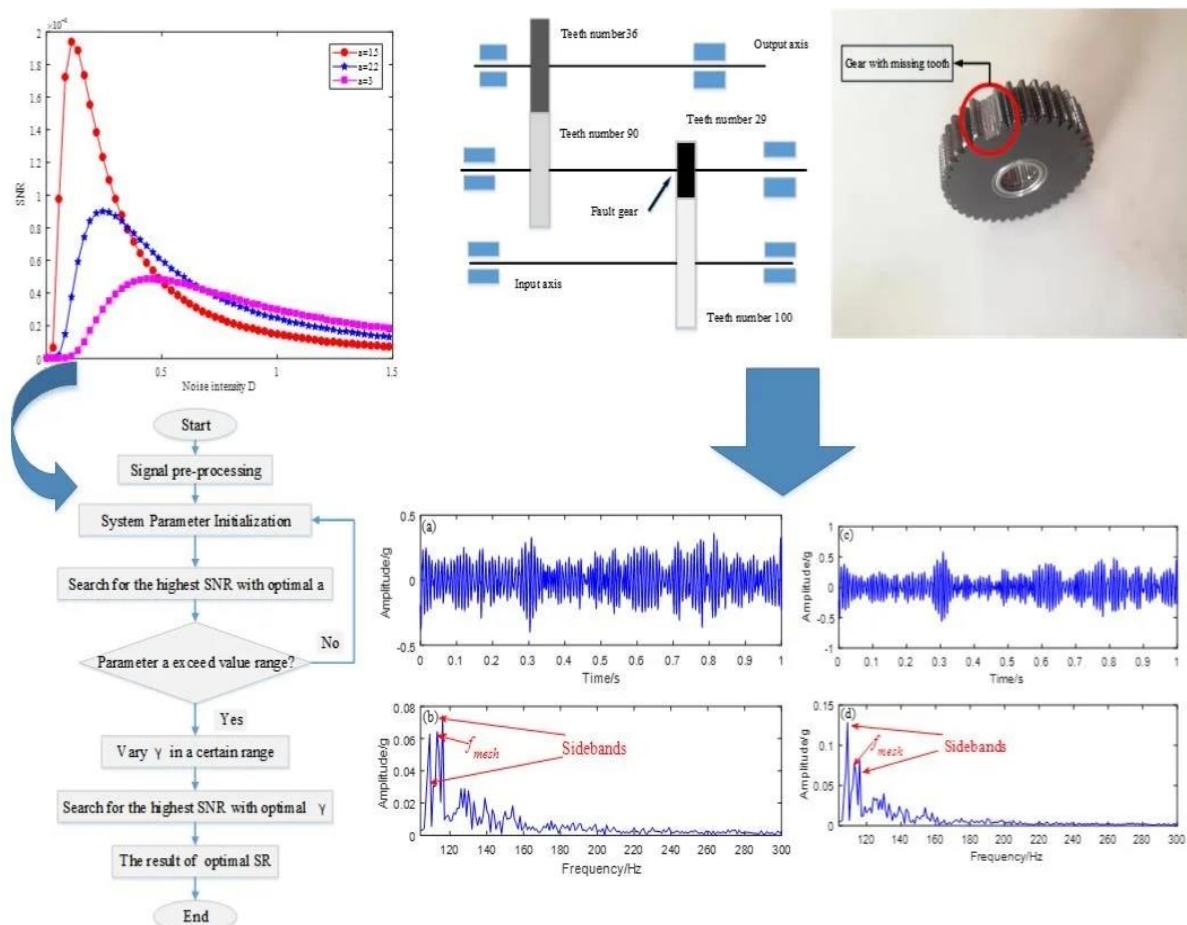 ×10⁻⁴
2
1.8
1.6
1.4
1.2
1
0.8
0.6
0.4
0.2
0
SNR
a=1.5
a=2.2
a=3
0.5
1
1.5
Noise intensity D
Teeth number36
Output axis
Teeth number 90
Teeth number 29
Fault gear
Input axis
Teeth number 100
Gear with missing tooth
Start
Signal pre-processing
System Parameter Initialization
Search for the highest SNR with optimal a
Parameter a exceed value range?
No
Yes
Vary γ in a certain range
Search for the highest SNR with optimal γ
The result of optimal SR
End
(a)
Amplitude/g
0.5
0
-0.5
0 0.1 0.2 0.3 0.4 0.5 0.6 0.7 0.8 0.9 1
Time/s
(c)
Amplitude/g
1
0.5
0
-0.5
-1
0 0.1 0.2 0.3 0.4 0.5 0.6 0.7 0.8 0.9 1
Time/s
(b)
Amplitude/g
0.08
0.06
0.04
0.02
0
fmesh
Sidebands
120 140 160 180 200 220 240 260 280 300
Frequency/Hz
(d)
Amplitude/g
0.15
0.1
0.05
0
fmesh
Sidebands
120 140 160 180 200 220 240 260 280 300
Frequency/Hz